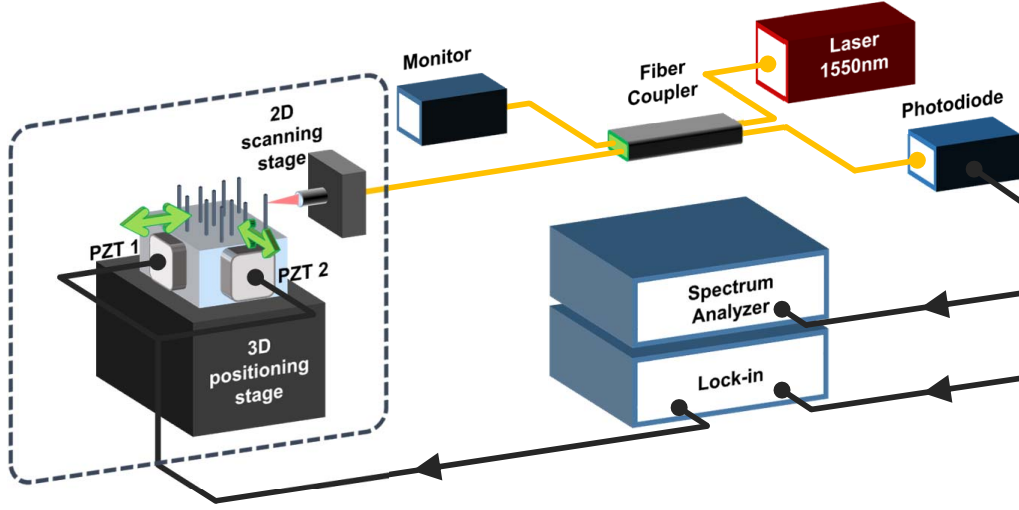 Monitor
Fiber
Coupler
Laser
1550nm
Photodiode
2D
scanning
stage
PZT 1
PZT 2
3D
positioning
stage
Spectrum
Analyzer
Lock-in